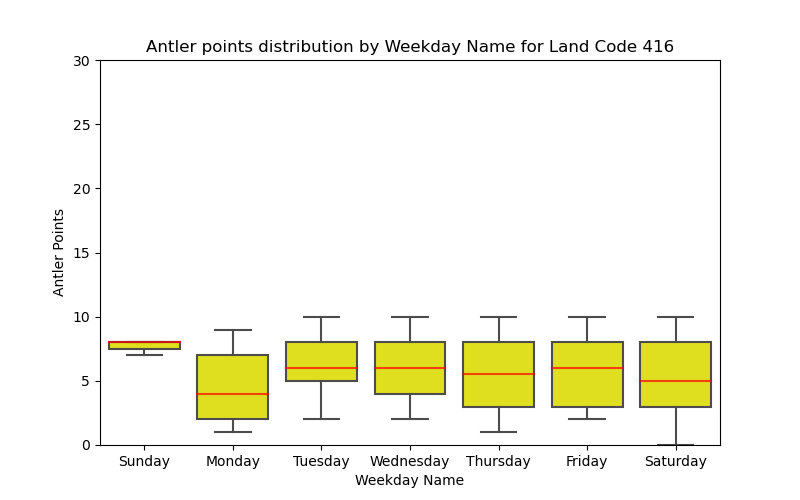 Antler points distribution by Weekday Name for Land Code 416
30
25
20
15
10
5
0
Antler Points
Sunday Monday Tuesday Wednesday Thursday Friday Saturday
Weekday Name